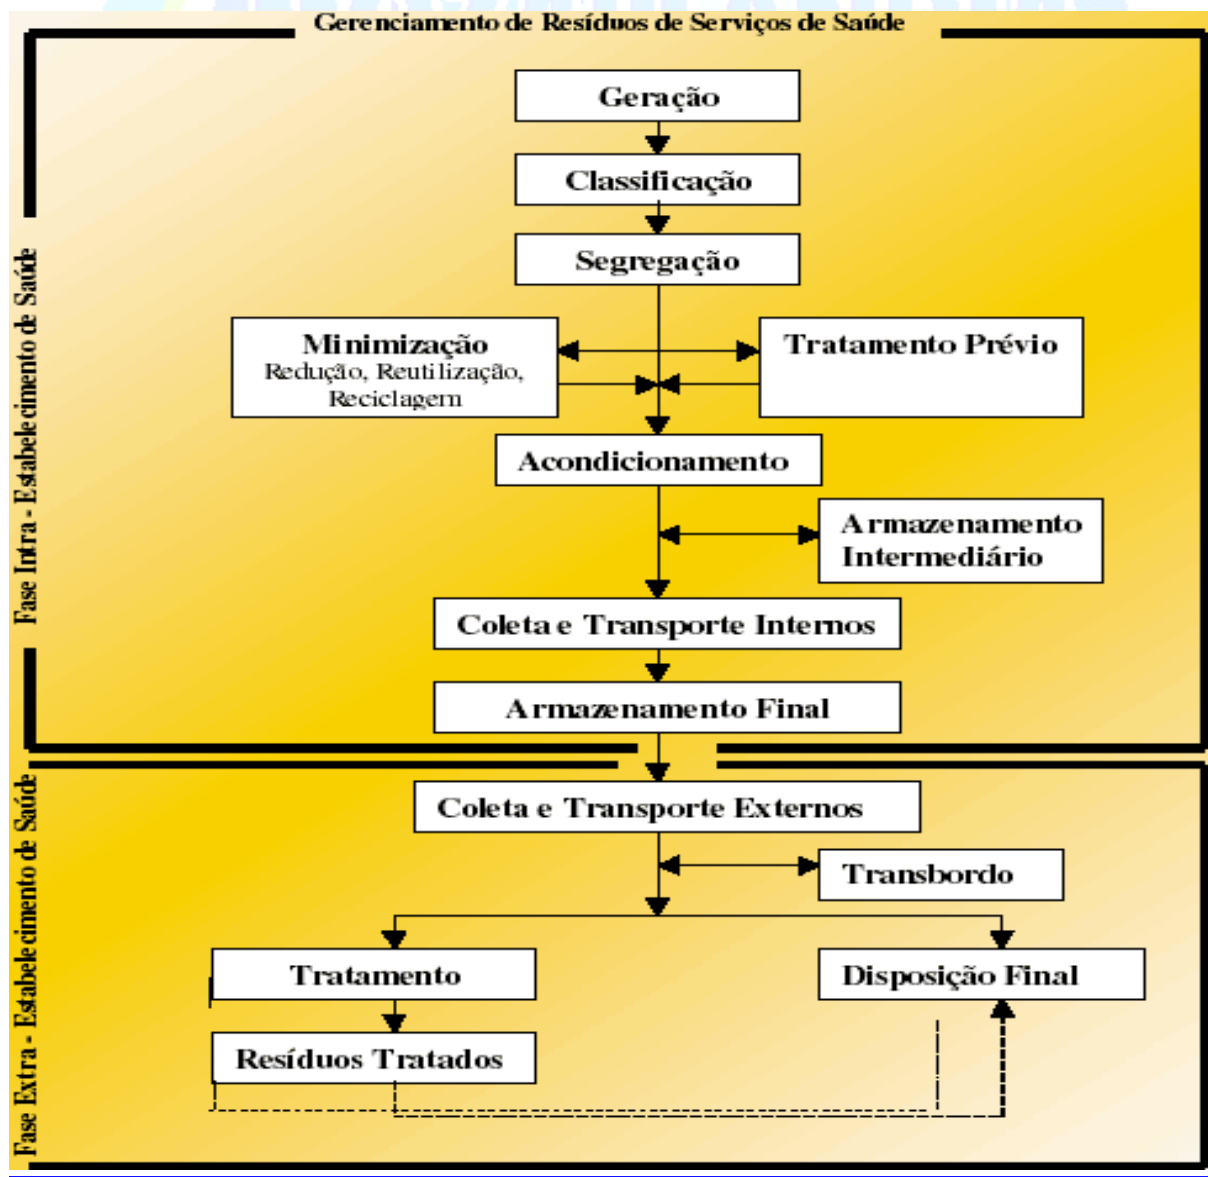 Gerenciamento de Resíduos de Serviços de Saúde
Geração
Classificação
Segregação
Minimização
Redução, Reutilização,
Reciclagem
Tratamento Prévio
Acondicionamento
Armazenamento
Intermediário
Coleta e Transporte Internos
Armazenamento Final
Fase Intra - Estabelecimento de Saúde
Coleta e Transporte Externos
Transbordo
Tratamento
Disposição Final
Resíduos Tratados
Fase Extra - Estabelecimento de Saúde